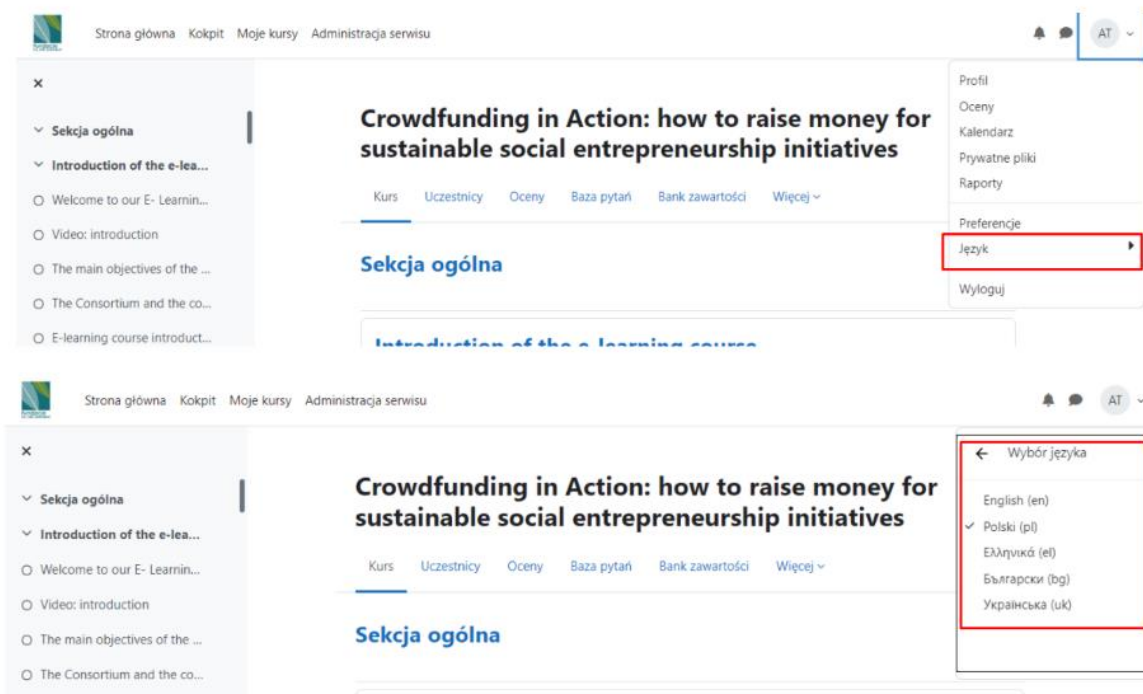 Strona główna Kokpit Moje kursy Administracja serwisu AT
Profil
Oceny
Kalendarz
Prywatne pliki
Raporty
Preferencje
Język
Wyloguj
Sekcja ogólna
Introduction of the e-lea...
Welcome to our E- Learnin...
Video: introduction
The main objectives of the ...
The Consortium and the co...
E-learning course introduct...
Crowdfunding in Action: how to raise money for
sustainable social entrepreneurship initiatives
Kurs Uczestnicy Oceny Baza pytań Bank zawartości Więcej
Sekcja ogólna
Introduction of the e-learning course
Strona główna Kokpit Moje kursy Administracja serwisu AT
Wybór języka
English (en)
Polski (pl)
Ελληνικά (el)
Български (bg)
Українська (uk)
Sekcja ogólna
Introduction of the e-lea...
Welcome to our E- Learnin...
Video: introduction
The main objectives of the ...
The Consortium and the co...
Crowdfunding in Action: how to raise money for
sustainable social entrepreneurship initiatives
Kurs Uczestnicy Oceny Baza pytań Bank zawartości Więcej
Sekcja ogólna